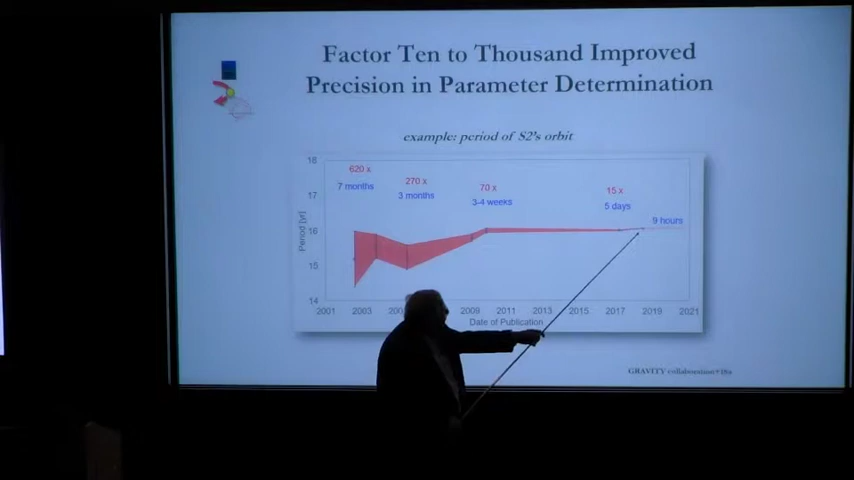 Factor Ten to Thousand Improved
Precision in Parameter Determination
example: period of S2's orbit
18
17
16
15
14
Period [yr]
620 x
7 months
270 x
3 months
70 x
3-4 weeks
15 x
5 days
9 hours
2001 2003 2009 2011 2013 2015 2017 2019 2021
Date of Publication
GRAVITY collaboration+18a